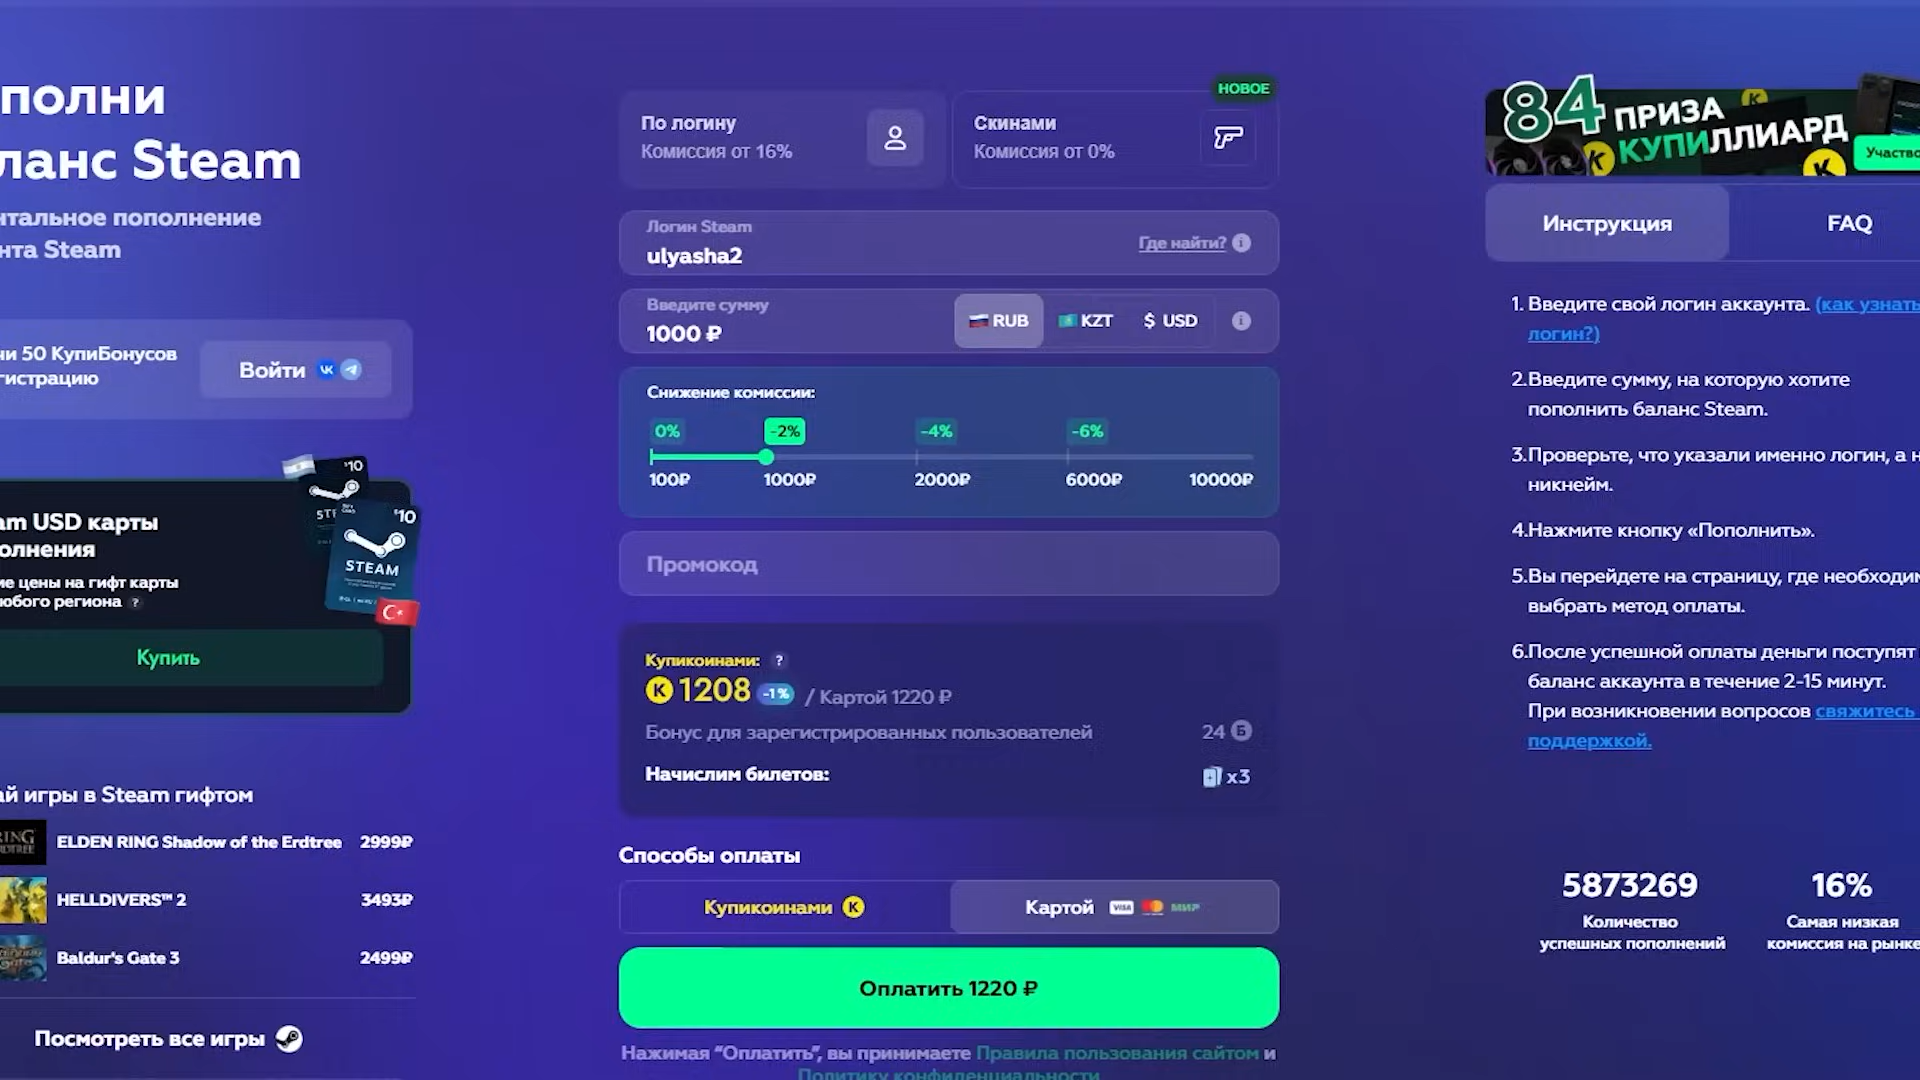 полни
ланс Steam
нтальное пополнение
нта Steam
чи 50 КупиБонусов
гистрацию
Войти
$10
$10
STEAM
am USD карты
олнения
ие цены на гифт карты
юбого региона ?
Купить
ай игры в Steam гифтом
ELDEN RING Shadow of the Erdtree 2999₽
HELLDIVERS™ 2 3493₽
Baldur's Gate 3 2499₽
Посмотреть все игры
По логину
Комиссия от 16%
НОВОЕ
Скинами
Комиссия от 0%
Логин Steam
ulyasha2
Где найти?
Введите сумму
1000 ₽
RUB KZT $ USD
Снижение комиссии:
0% -2% -4% -6%
100₽ 1000₽ 2000₽ 6000₽ 10000₽
Промокод
Купикоинами: ?
K 1208 -1% / Картой 1220 ₽
Бонус для зарегистрированных пользователей 24 Б
Начислим билетов: x3
Способы оплаты
Купикоинами K
Картой VISA МИР
Оплатить 1220 ₽
Нажимая “Оплатить”, вы принимаете Правила пользования сайтом и
Политику конфиденциальности
84 ПРИЗА
КУПИЛЛИАРД
Участво
Инструкция FAQ
1. Введите свой логин аккаунта. (как узнать
логин?)
2.Введите сумму, на которую хотите
пополнить баланс Steam.
3.Проверьте, что указали именно логин, а н
никнейм.
4.Нажмите кнопку «Пополнить».
5.Вы перейдете на страницу, где необходим
выбрать метод оплаты.
6.После успешной оплаты деньги поступят
баланс аккаунта в течение 2-15 минут.
При возникновении вопросов свяжитесь
поддержкой.
5873269
Количество
успешных пополнений
16%
Самая низкая
комиссия на рынке